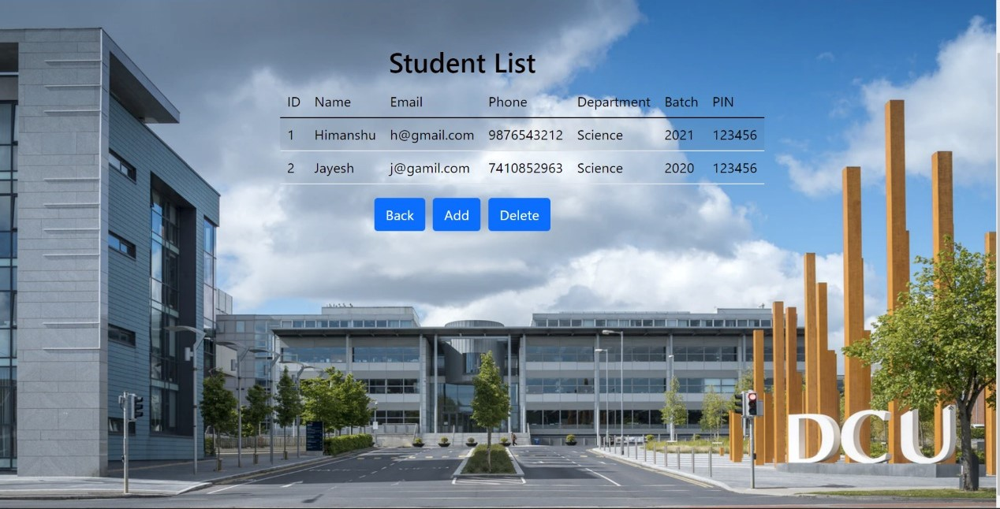 Student List
ID Name Email Phone Department Batch PIN
1 Himanshu h@gmail.com 9876543212 Science 2021 123456
2 Jayesh j@gamil.com 7410852963 Science 2020 123456
Back Add Delete
DCU